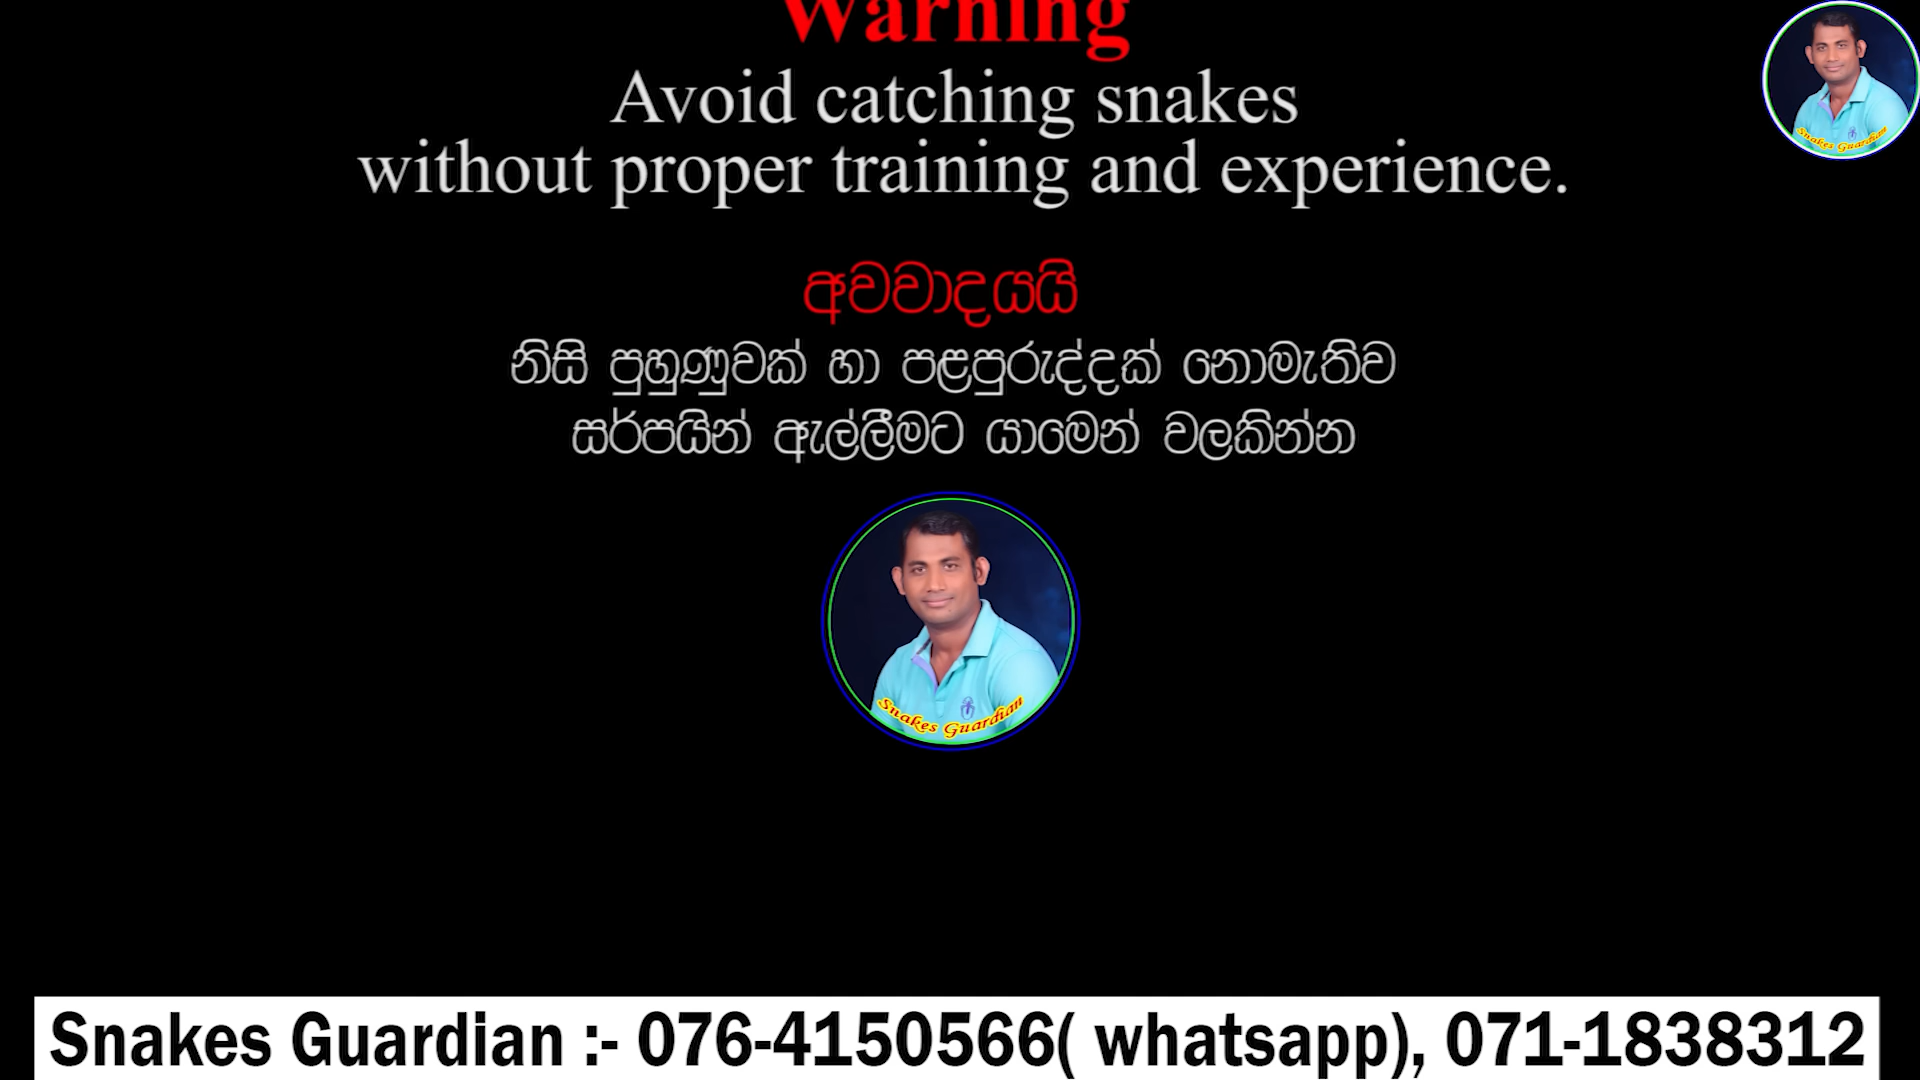 Warning
Avoid catching snakes
without proper training and experience.
අවවාදයයි
නිසි පුහුණුවක් හා පළපුරුද්දක් නොමැතිව
සර්පයින් ඇල්ලීමට යාමෙන් වලකින්න
Snakes Guardian
Snakes Guardian
Snakes Guardian :- 076-4150566( whatsapp), 071-1838312